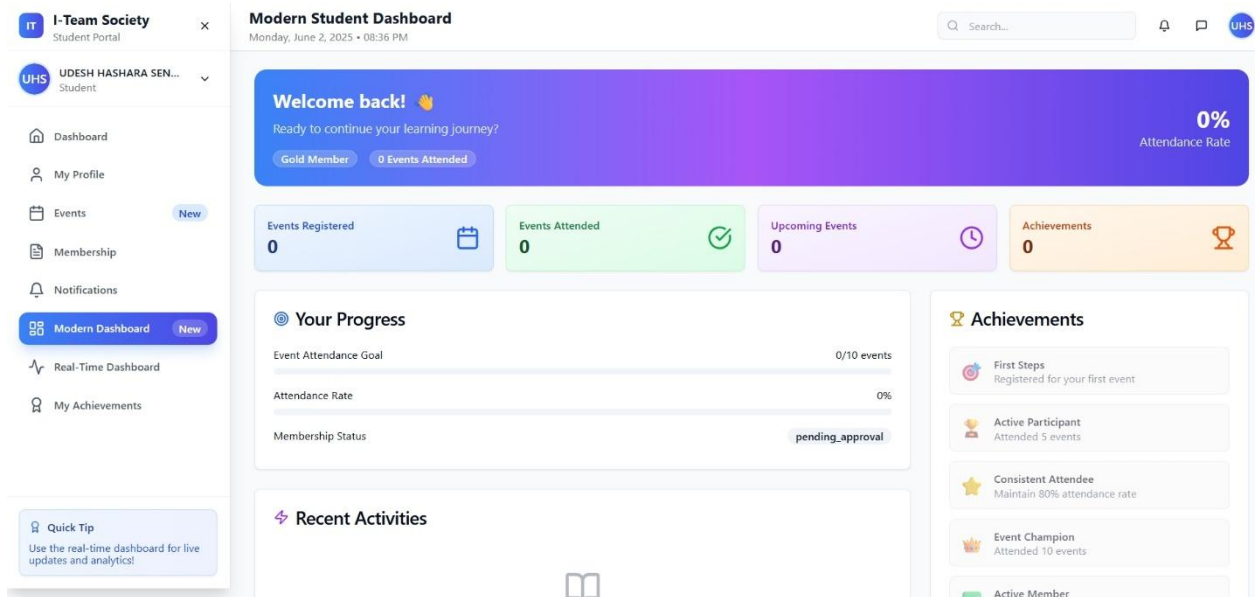 IT
I-Team Society
Student Portal
UHS
UDESH HASHARA SEN...
Student
Dashboard
My Profile
Events
New
Membership
Notifications
Modern Dashboard
New
Real-Time Dashboard
My Achievements
Quick Tip
Use the real-time dashboard for live
updates and analytics!
Modern Student Dashboard
Monday, June 2, 2025 • 08:36 PM
Search...
UHS
Welcome back! 👋
Ready to continue your learning journey?
Gold Member
0 Events Attended
0%
Attendance Rate
Events Registered
0
Events Attended
0
Upcoming Events
0
Achievements
0
Your Progress
Event Attendance Goal
0/10 events
Attendance Rate
0%
Membership Status
pending_approval
Recent Activities
Achievements
First Steps
Registered for your first event
Active Participant
Attended 5 events
Consistent Attendee
Maintain 80% attendance rate
Event Champion
Attended 10 events
Active Member